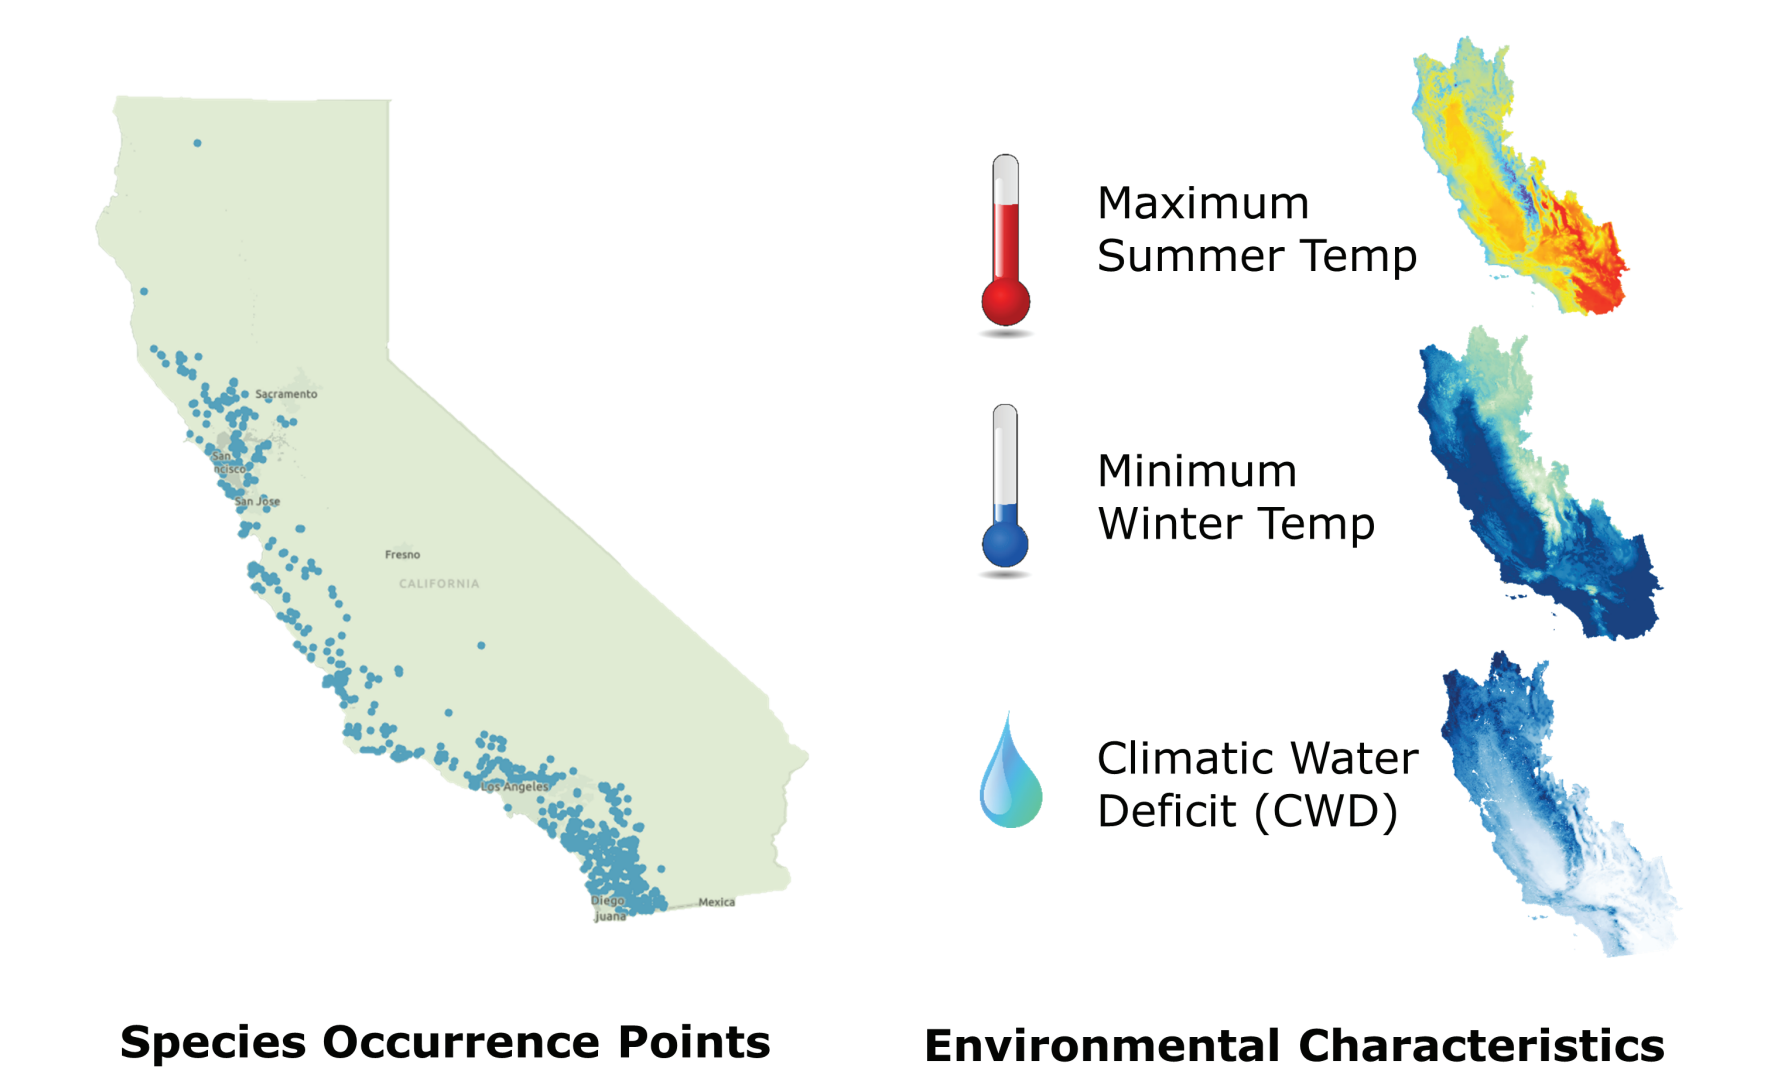 Sacramento
San
ncisco
San Jose
Fresno
CALIFORNIA
Los Angeles
Diego
juana
Mexica
Species Occurrence Points
Maximum
Summer Temp
Minimum
Winter Temp
Climatic Water
Deficit (CWD)
Environmental Characteristics